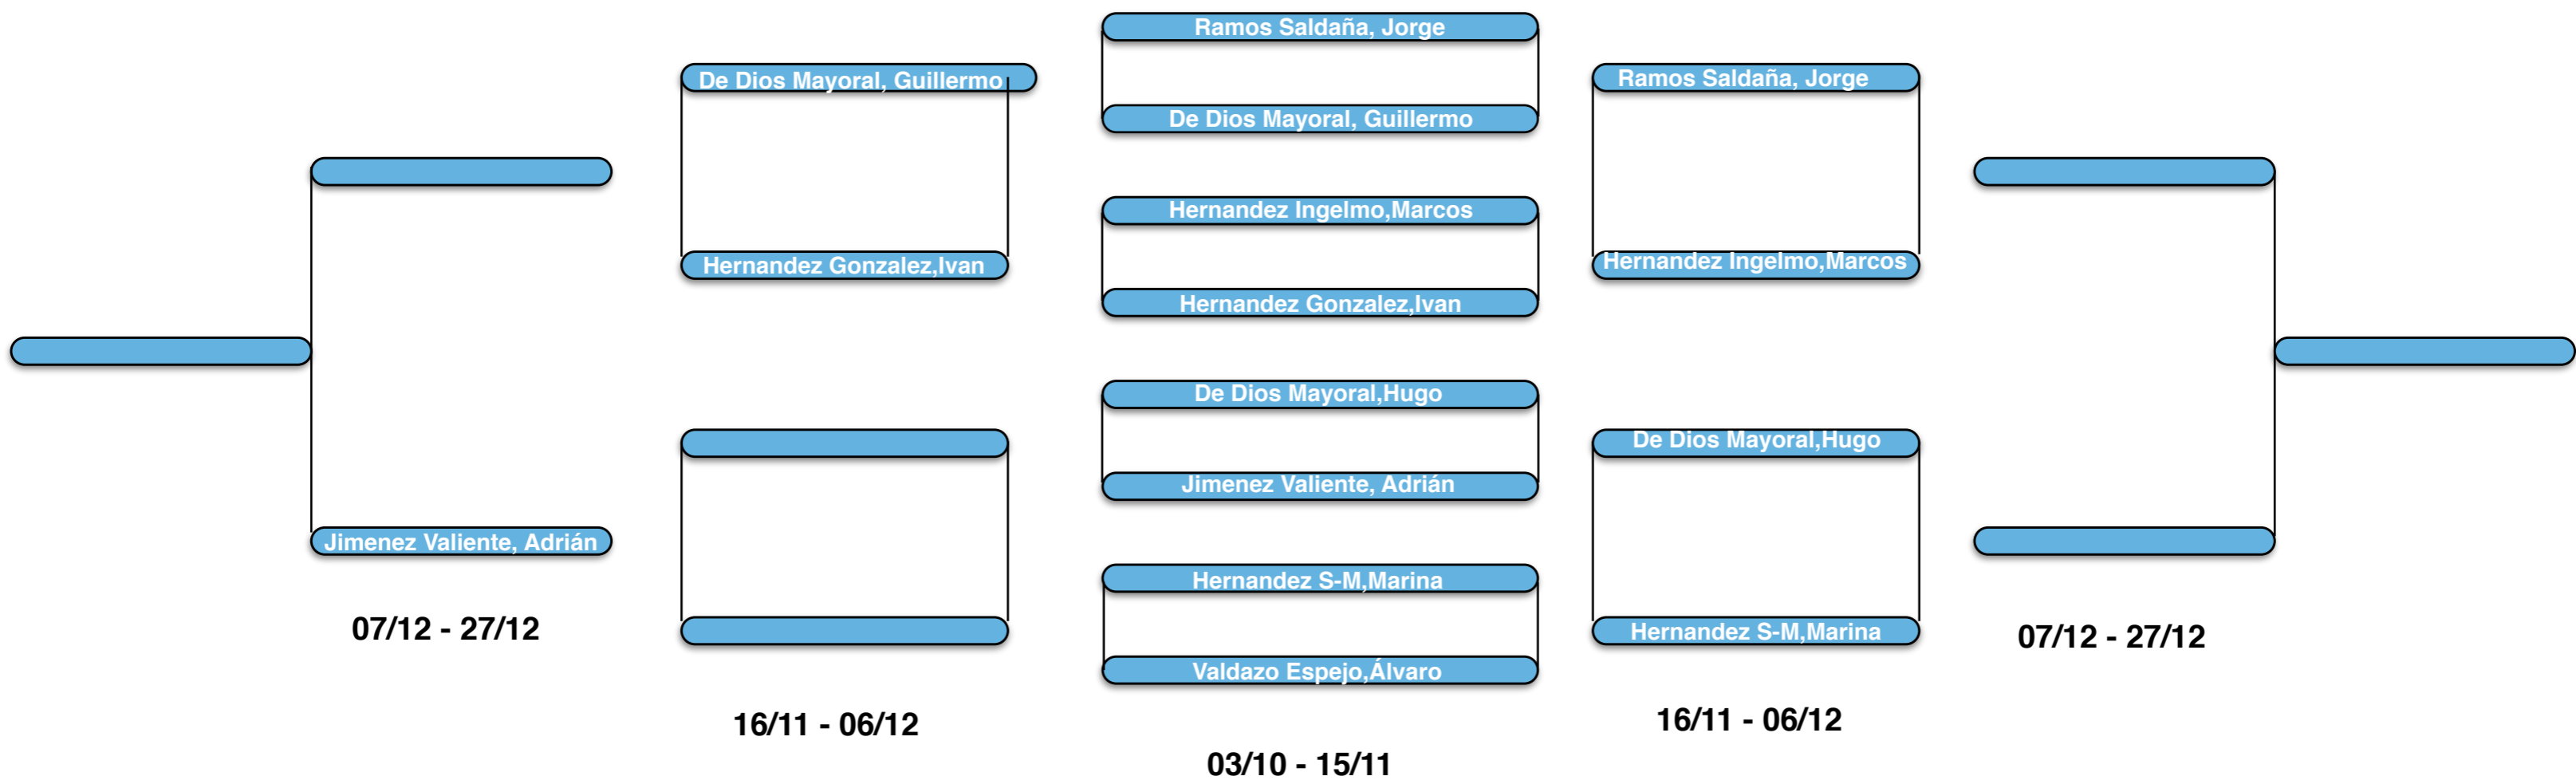 Ramos Saldaña, Jorge
De Dios Mayoral, Guillermo
Ramos Saldaña, Jorge
De Dios Mayoral, Guillermo
Hernandez Ingelmo,Marcos
Hernandez Gonzalez,Ivan
Hernandez Ingelmo,Marcos
Hernandez Gonzalez,Ivan
De Dios Mayoral,Hugo
De Dios Mayoral,Hugo
Jimenez Valiente, Adrián
Jimenez Valiente, Adrián
Hernandez S-M,Marina
07/12 - 27/12
Hernandez S-M,Marina
07/12 - 27/12
Valdazo Espejo,Álvaro
16/11 - 06/12
16/11 - 06/12
03/10 - 15/11